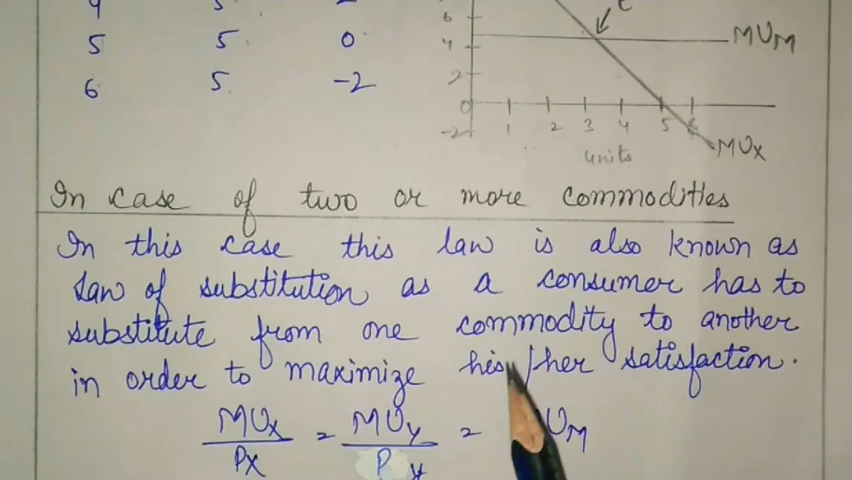 4 5
5 5 0
6 5 -2
6
4
2
0
-2
1 2 3 4 5 6
units
MUM
MUX
In case of two or more commodities
In this case this law is also known as
Law of substitution as a consumer has to
substitute from one commodity to another
in order to maximize his/her satisfaction.
MUx = MUy = UM
Px Py